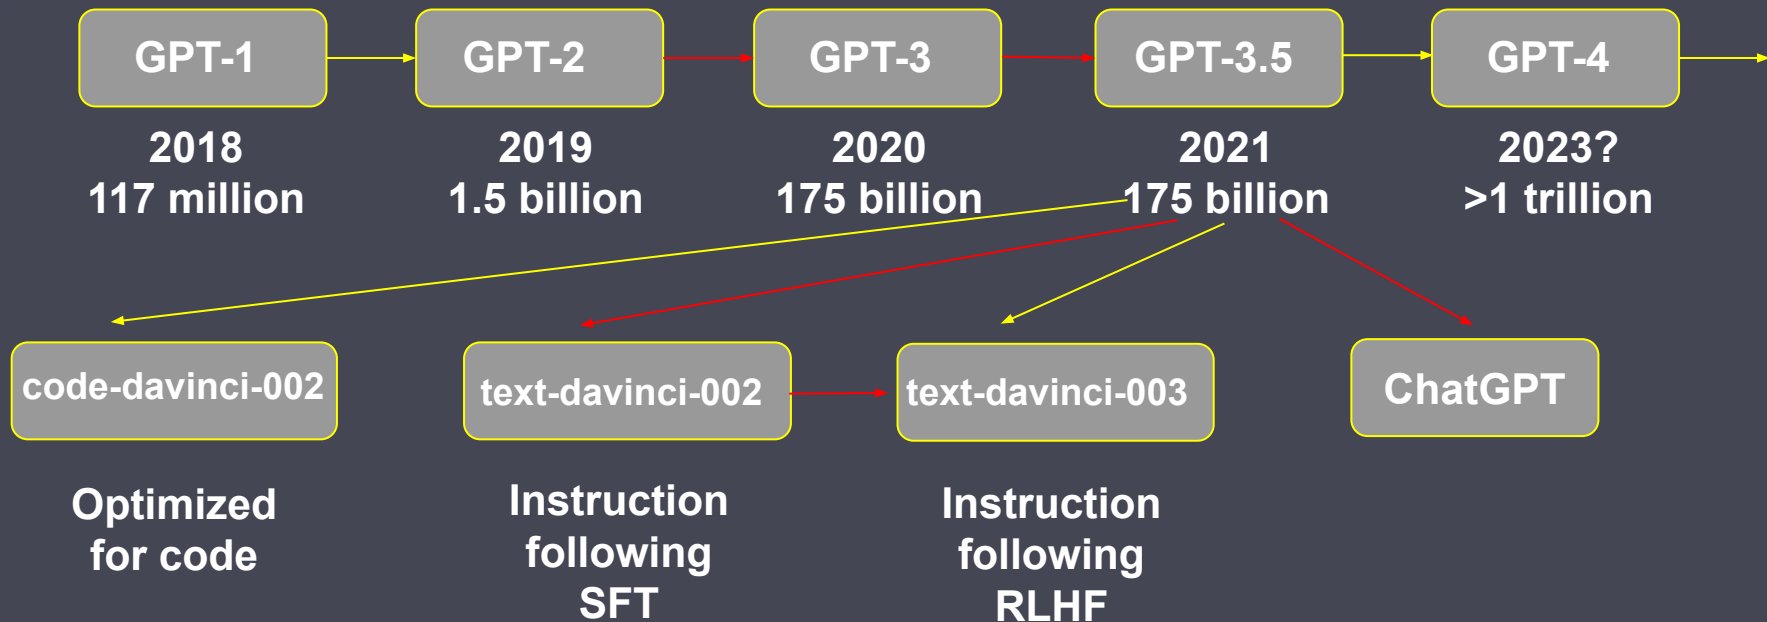 GPT-1
GPT-2
GPT-3
GPT-3.5
GPT-4
2018
117 million
2019
1.5 billion
2020
175 billion
2021
175 billion
2023?
>1 trillion
code-davinci-002
text-davinci-002
text-davinci-003
ChatGPT
Optimized
for code
Instruction
following
SFT
Instruction
following
RLHF